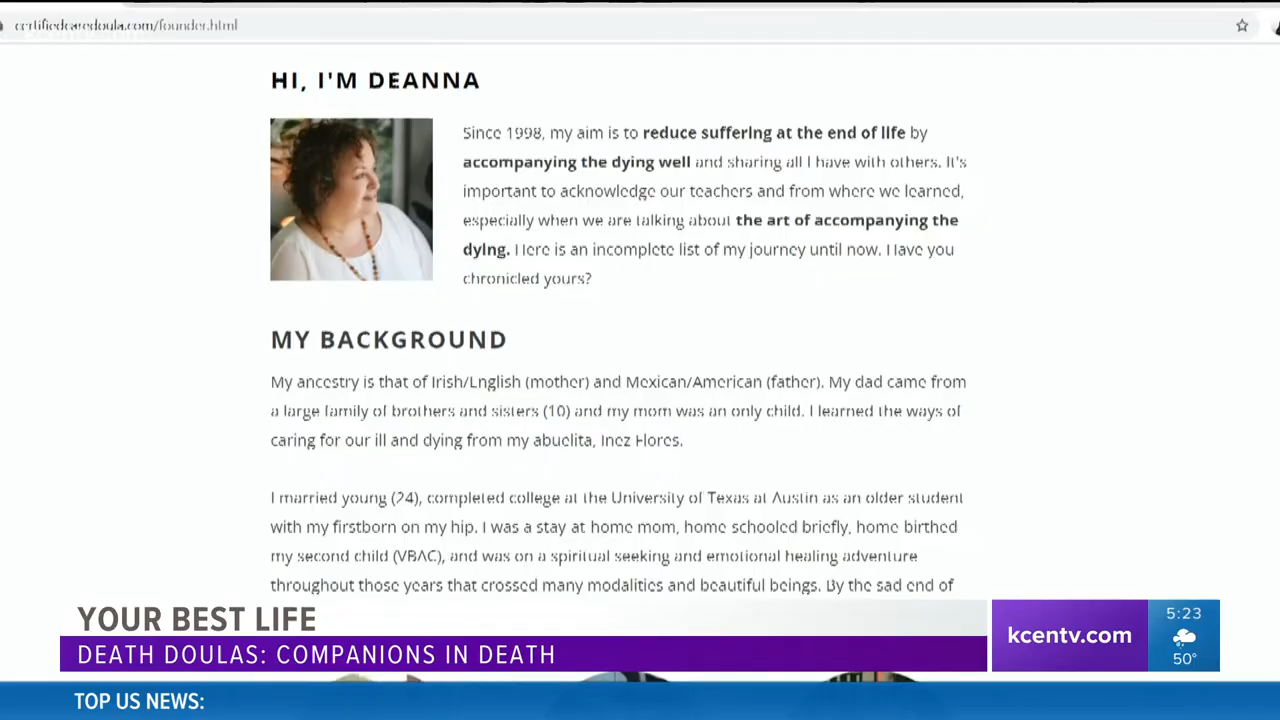 certifiedcaredoula.com/founder.html
HI, I'M DEANNA
Since 1998, my aim is to reduce suffering at the end of life by
accompanying the dying well and sharing all I have with others. It's
important to acknowledge our teachers and from where we learned,
especially when we are talking about the art of accompanying the
dying. Here is an incomplete list of my journey until now. Have you
chronicled yours?
MY BACKGROUND
My ancestry is that of Irish/English (mother) and Mexican/American (father). My dad came from
a large family of brothers and sisters (10) and my mom was an only child. I learned the ways of
caring for our ill and dying from my abuelita, Inez Flores.
I married young (24), completed college at the University of Texas at Austin as an older student
with my firstborn on my hip. I was a stay at home mom, home schooled briefly, home birthed
my second child (VBAC), and was on a spiritual seeking and emotional healing adventure
throughout those years that crossed many modalities and beautiful beings. By the sad end of
YOUR BEST LIFE
DEATH DOULAS: COMPANIONS IN DEATH
kcentv.com
5:23
50°
TOP US NEWS: